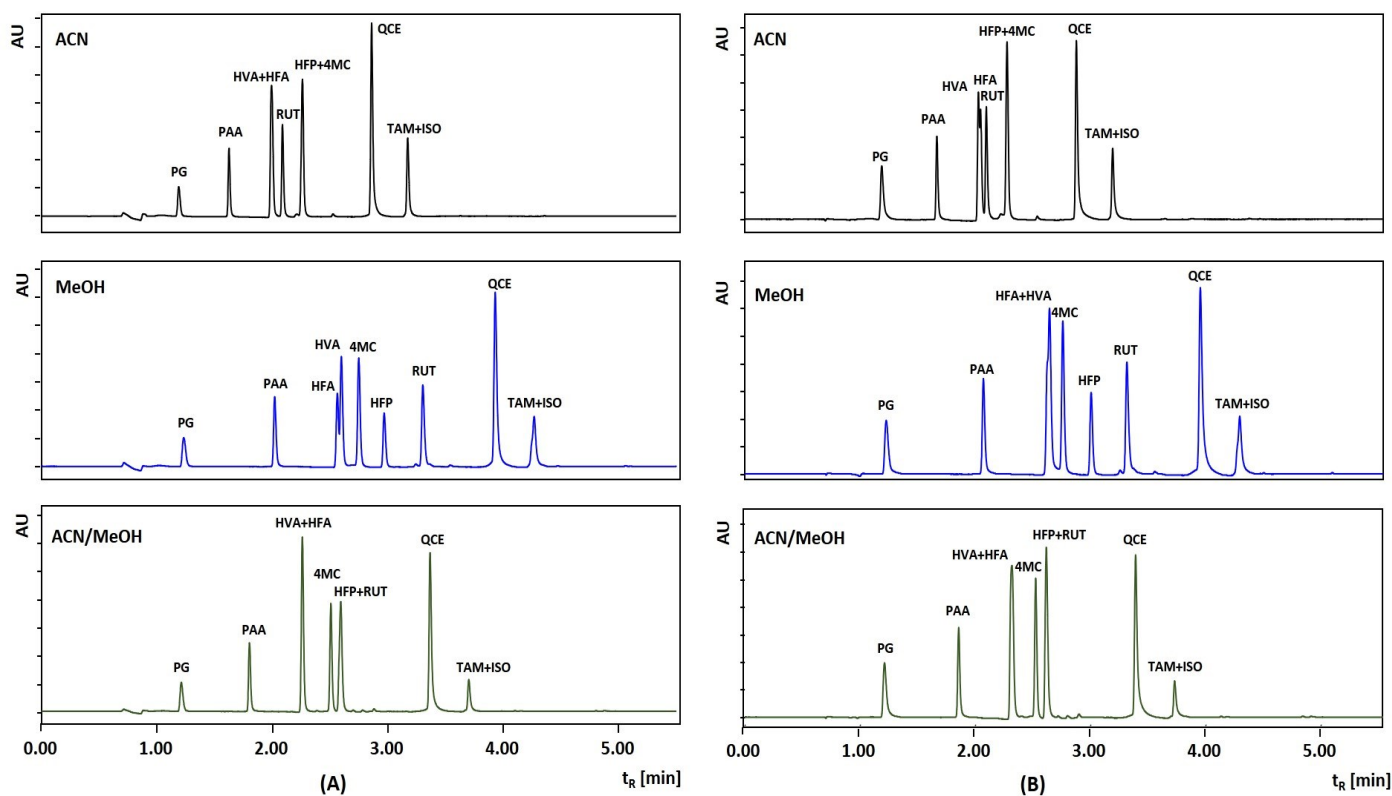 AU
ACN
PG
PAA
HVA+HFA
RUT
HFP+4MC
QCE
TAM+ISO
AU
MeOH
PG
PAA
HFA
HVA
4MC
HFP
RUT
QCE
TAM+ISO
AU
ACN/MeOH
PG
PAA
HVA+HFA
4MC
HFP+RUT
QCE
TAM+ISO
0.00 1.00 2.00 3.00 4.00 5.00
tR [min]
(A)
AU
ACN
PG
PAA
HVA
HFA
RUT
HFP+4MC
QCE
TAM+ISO
AU
MeOH
PG
PAA
HFA+HVA
4MC
HFP
RUT
QCE
TAM+ISO
AU
ACN/MeOH
PG
PAA
HVA+HFA
4MC
HFP+RUT
QCE
TAM+ISO
0.00 1.00 2.00 3.00 4.00 5.00
tR [min]
(B)